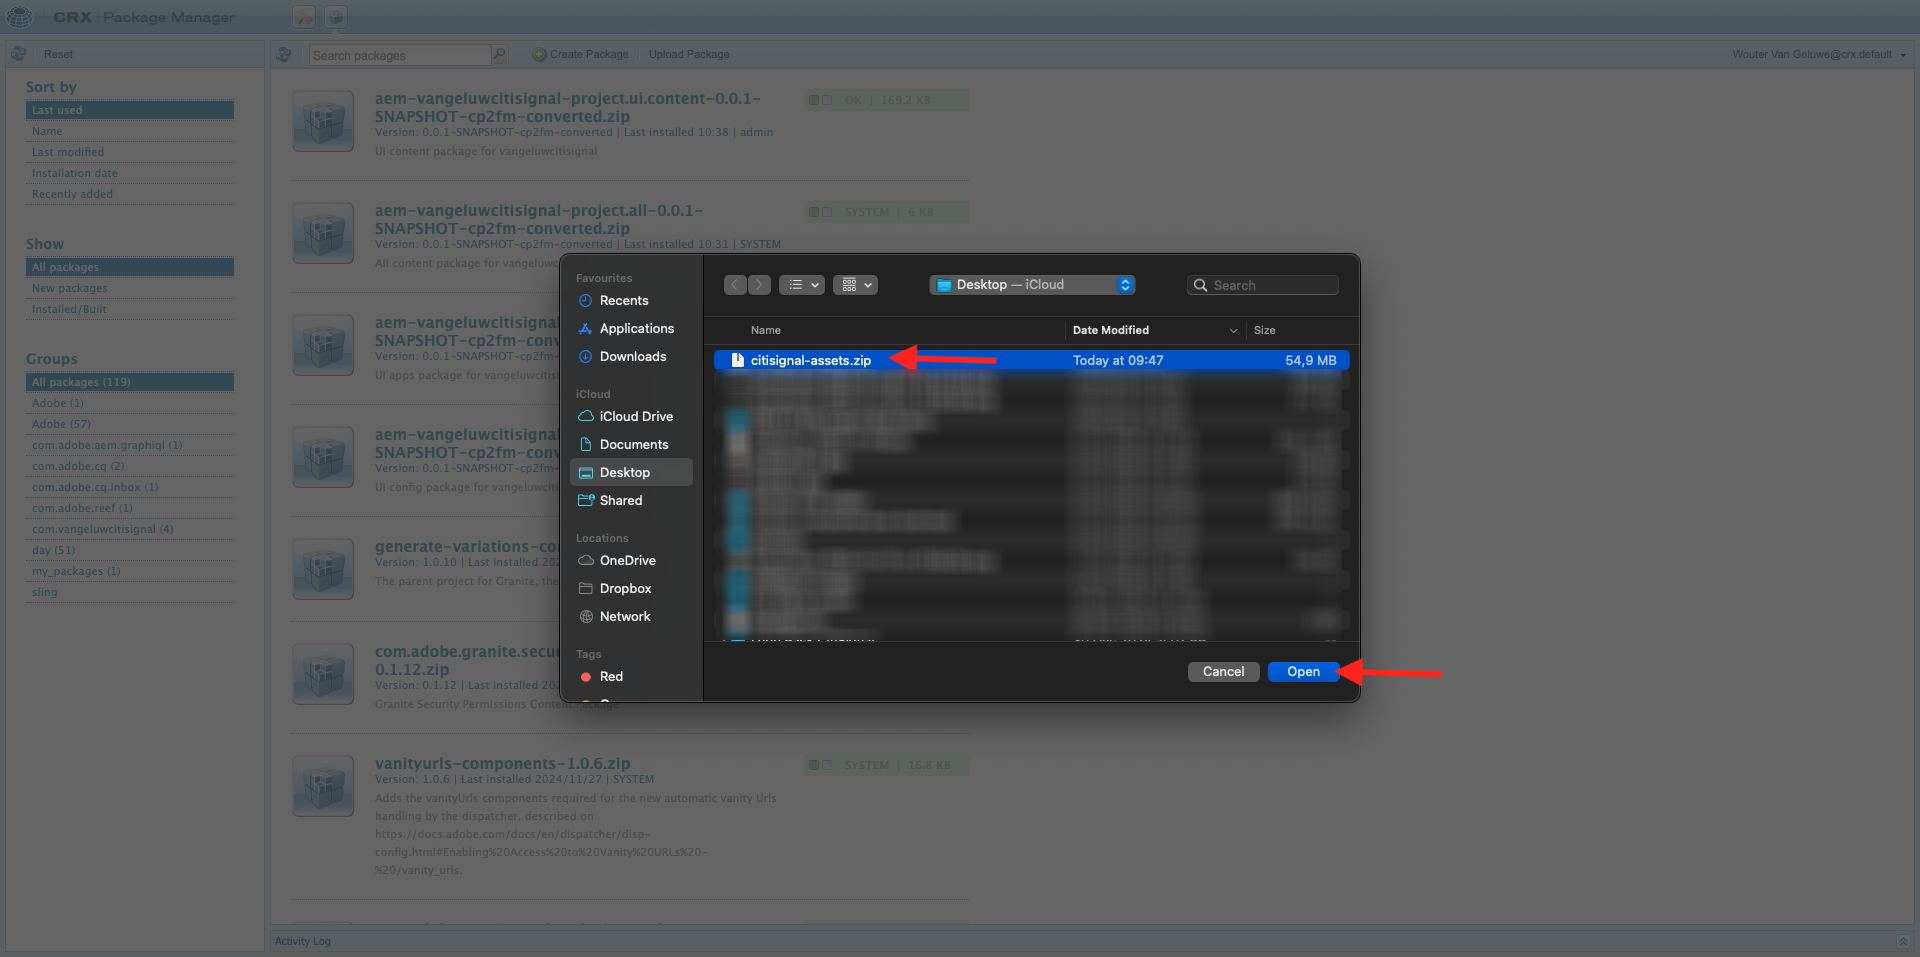 CRX | Package Manager
Reset
Sort by
Last used
Name
Last modified
Installation date
Recently added
Show
All packages
New packages
Installed/Built
Groups
All packages (119)
Adobe (1)
Adobe (57)
com.adobe.aem.graphiql (1)
com.adobe.cq (2)
com.adobe.cq.inbox (1)
com.adobe.reef (1)
com.vangeluwcitisignal (4)
day (51)
my_packages (1)
sling
Search packages
Create Package
Upload Package
Wouter Van Geluwe@crx.default
aem-vangeluwcitisignal-project.ui.content-0.0.1-
SNAPSHOT-cp2fm-converted.zip
Version: 0.0.1-SNAPSHOT-cp2fm-converted | Last installed 10:38 | admin
UI content package for vangeluwcitisignal
OK | 169.2 KB
aem-vangeluwcitisignal-project.all-0.0.1-
SNAPSHOT-cp2fm-converted.zip
Version: 0.0.1-SNAPSHOT-cp2fm-converted | Last installed 10:31 | SYSTEM
All content package for vangeluwc
SYSTEM | 6 KB
aem-vangeluwcitisignal
SNAPSHOT-cp2fm-conv
Version: 0.0.1-SNAPSHOT-cp2fm-
UI apps package for vangeluwcitis
aem-vangeluwcitisignal
SNAPSHOT-cp2fm-conv
Version: 0.0.1-SNAPSHOT-cp2fm-
UI config package for vangeluwciti
generate-variations-co
Version: 1.0.10 | Last installed 202
The parent project for Granite, the
com.adobe.granite.secu
0.1.12.zip
Version: 0.1.12 | Last installed 202
Granite Security Permissions Content Package
vanityurls-components-1.0.6.zip
Version: 1.0.6 | Last installed 2024/11/27 | SYSTEM
Adds the vanityUrls components required for the new automatic vanity Urls
handling by the dispatcher, described on
https://docs.adobe.com/docs/en/dispatcher/disp-
config.html#Enabling%20Access%20to%20Vanity%20URLs%20-
%20/vanity_urls.
SYSTEM | 16.8 KB
Activity Log
Favourites
Recents
Applications
Downloads
iCloud
iCloud Drive
Documents
Desktop
Shared
Locations
OneDrive
Dropbox
Network
Tags
Red
Desktop — iCloud
Search
Name
Date Modified
Size
citisignal-assets.zip
Today at 09:47
54,9 MB
Cancel
Open